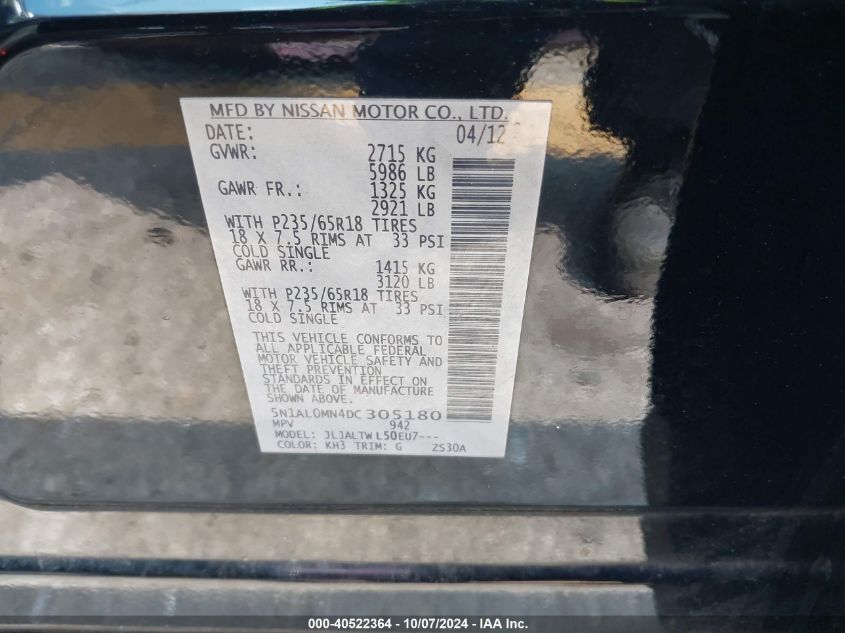 MFD BY NISSAN MOTOR CO., LTD.
DATE: 04/12
GVWR: 2715 KG
5986 LB
GAWR FR.: 1325 KG
2921 LB
WITH P235/65R18 TIRES
18 X 7.5 RIMS AT 33 PSI
COLD SINGLE
GAWR RR.: 1415 KG
3120 LB
WITH P235/65R18 TIRES
18 X 7.5 RIMS AT 33 PSI
COLD SINGLE
THIS VEHICLE CONFORMS TO
ALL APPLICABLE FEDERAL
MOTOR VEHICLE SAFETY AND
THEFT PREVENTION
STANDARDS IN EFFECT ON
THE DATE OF MANUFACTURE
SHOWN ABOVE.
5N1AL0MN4DC305180
MPV 942
MODEL: JLJALTW L50EU7---
COLOR: KH3 TRIM: G ZS30A
000-40522364 - 10/07/2024 - IAA Inc.